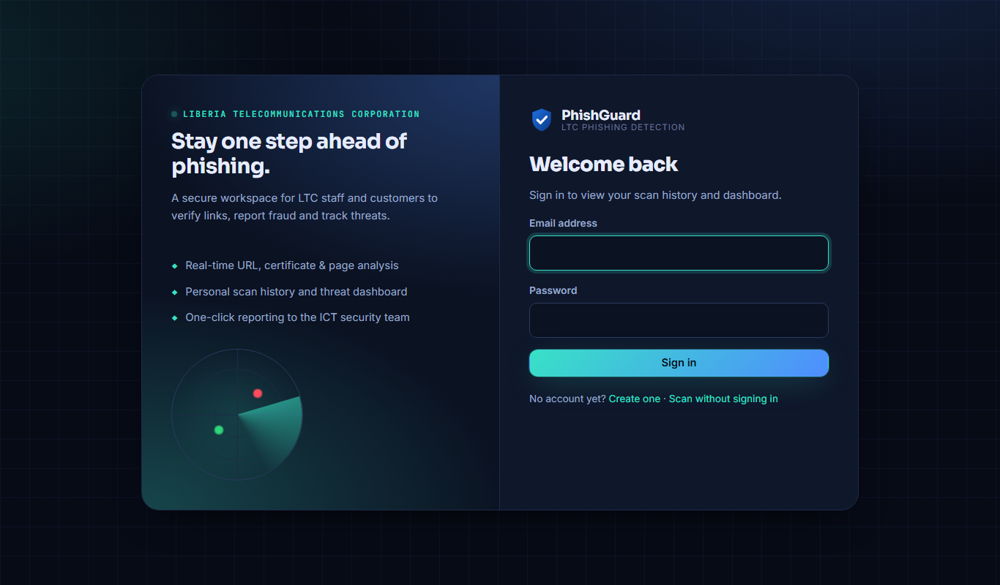 LIBERIA TELECOMMUNICATIONS CORPORATION
Stay one step ahead of
phishing.
A secure workspace for LTC staff and customers to
verify links, report fraud and track threats.
Real-time URL, certificate & page analysis
Personal scan history and threat dashboard
One-click reporting to the ICT security team
PhishGuard
LTC PHISHING DETECTION
Welcome back
Sign in to view your scan history and dashboard.
Email address
Password
Sign in
No account yet? Create one · Scan without signing in